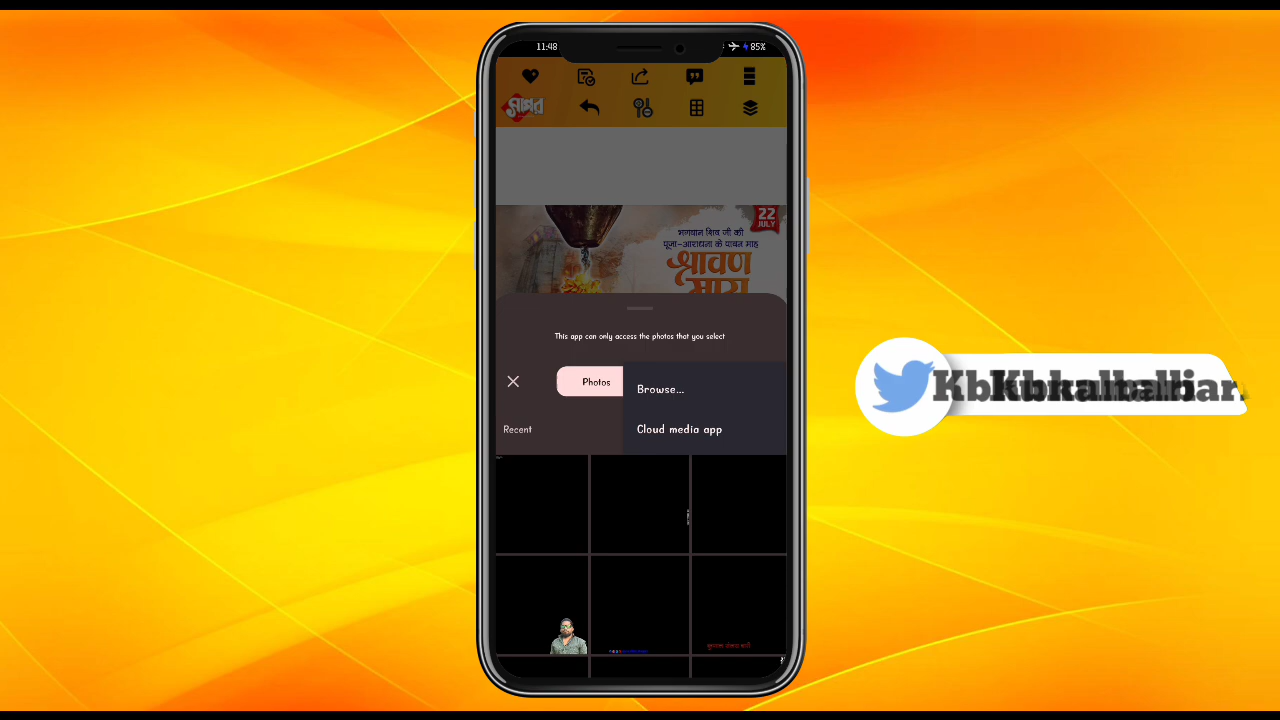 11:48
85%
सागर
22
JULY
भगवान शिव जी की
पूजा-आराधना के पावन माह
श्रावण
मास
This app can only access the photos that you select
Photos
Browse...
Cloud media app
Recent